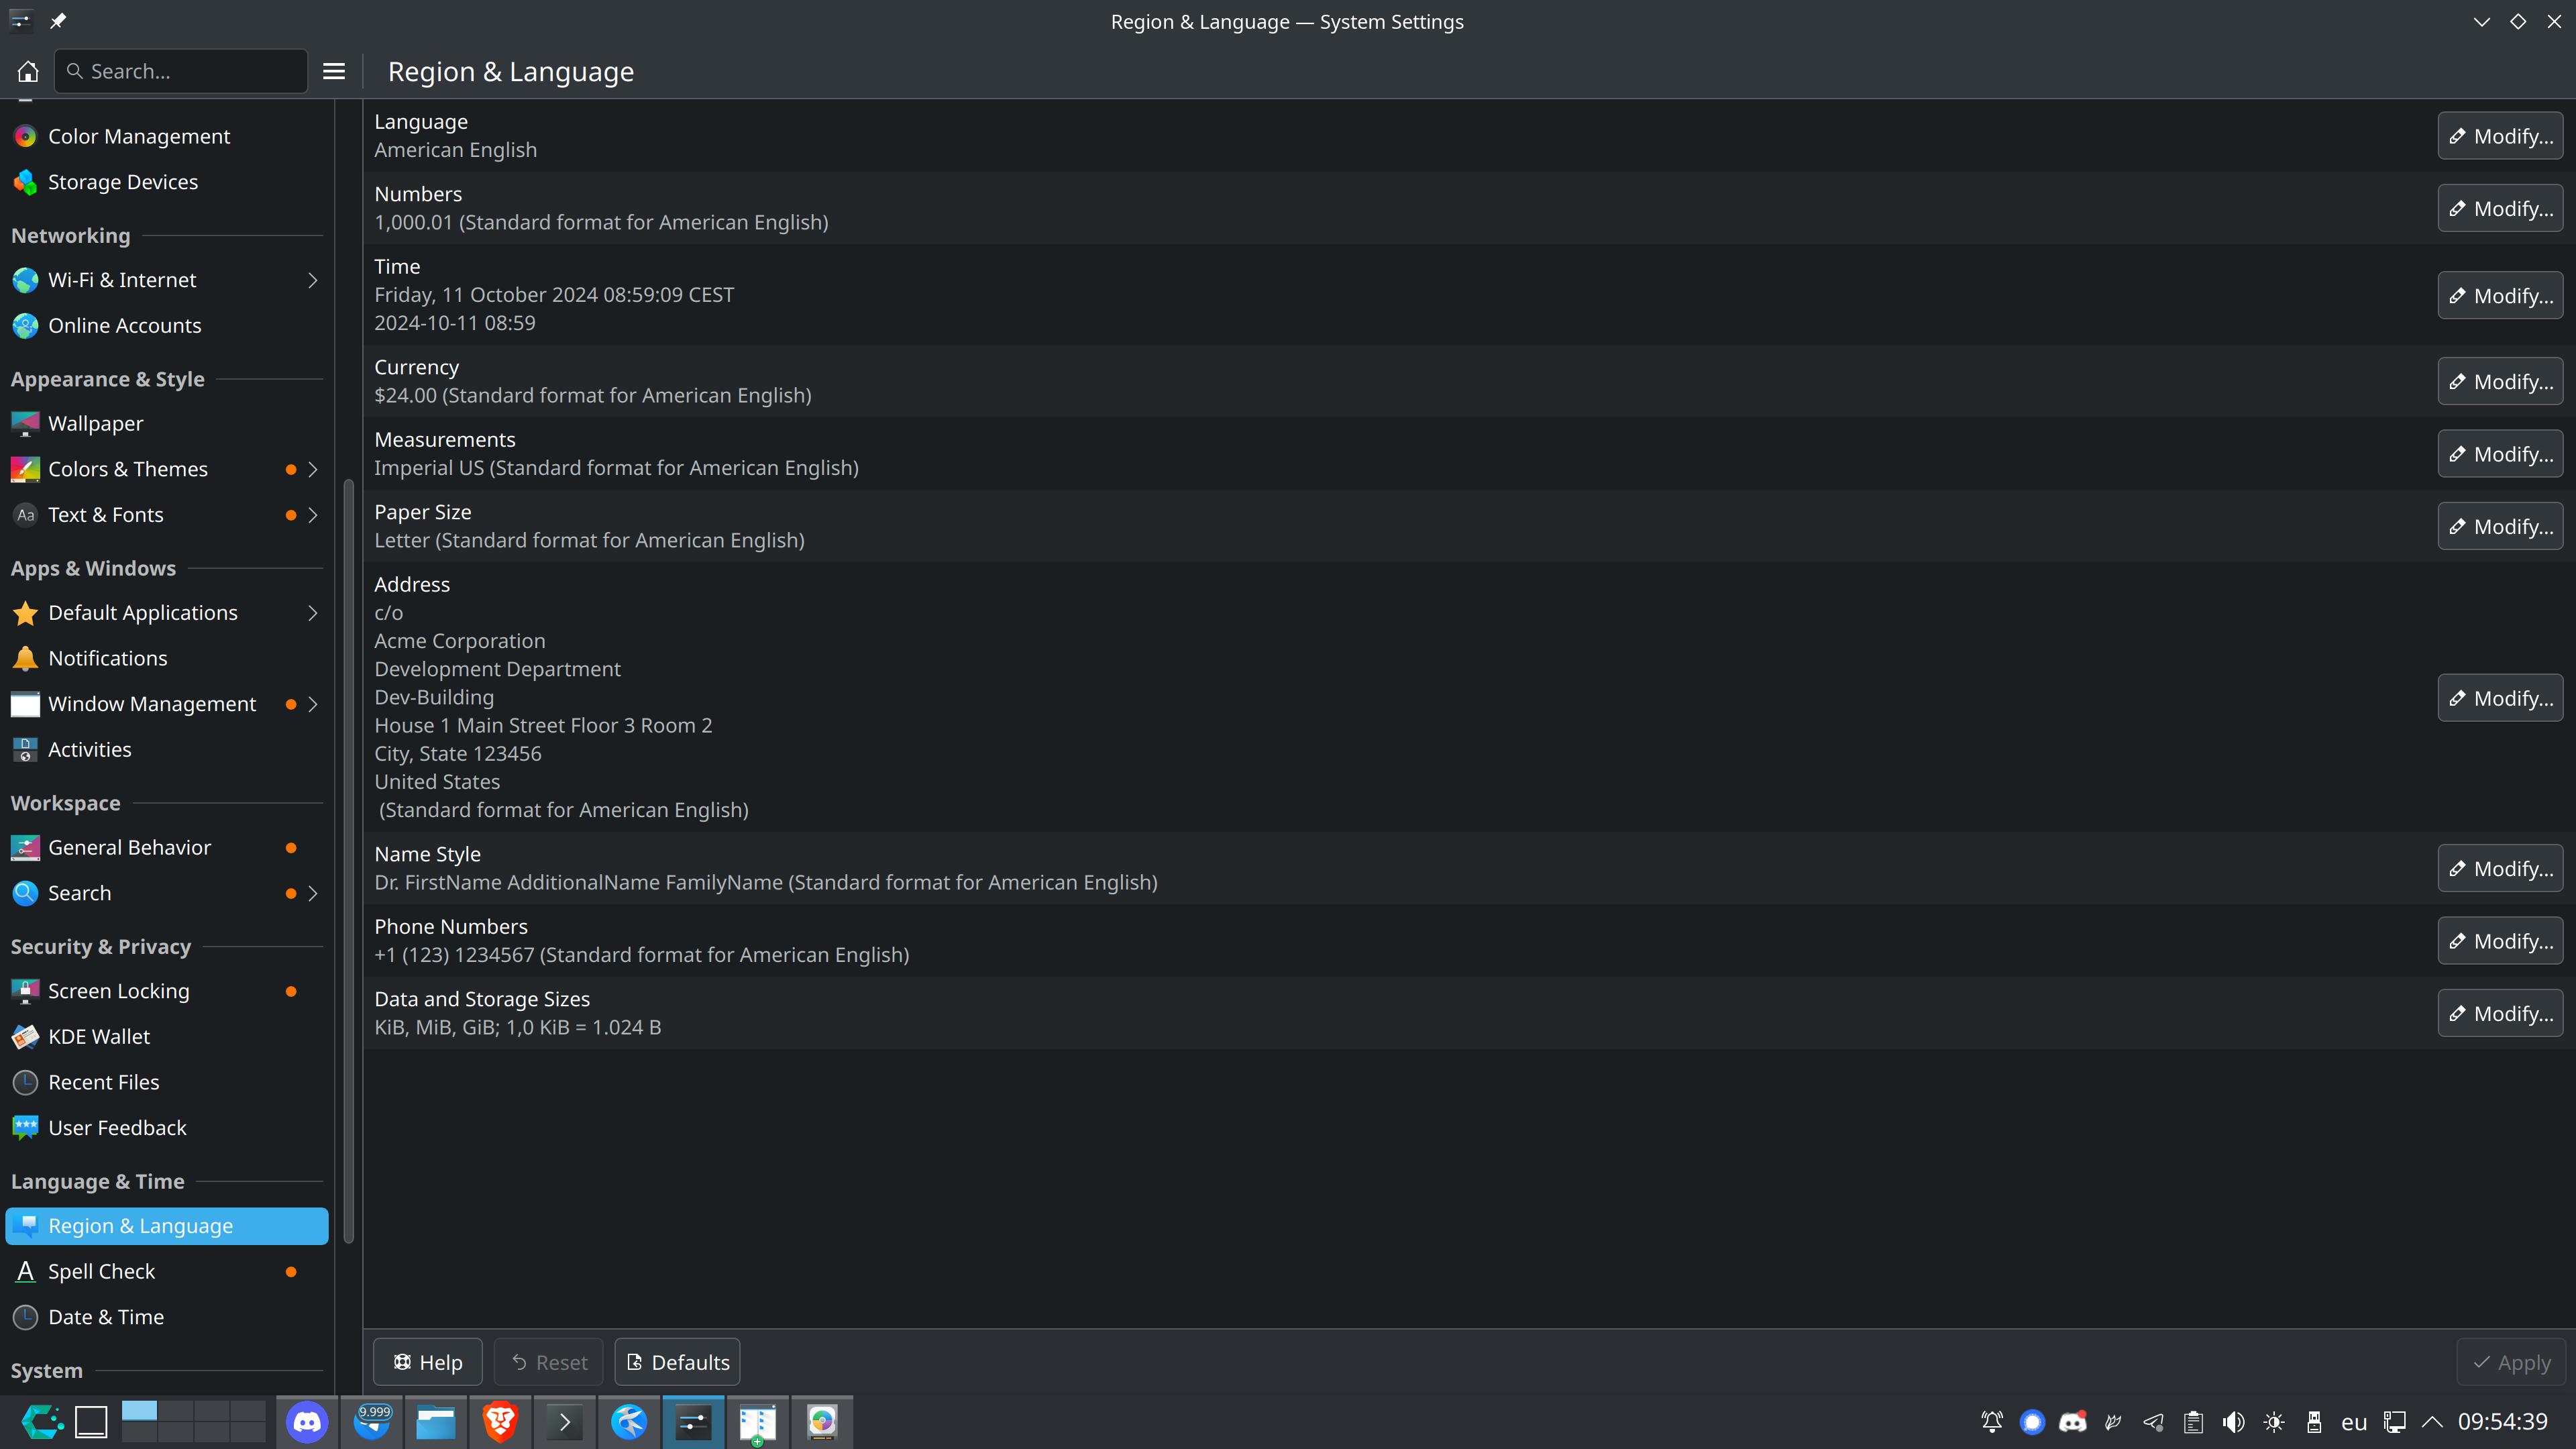 Region & Language — System Settings
Search...
Region & Language
Color Management
Storage Devices
Networking
Wi-Fi & Internet
Online Accounts
Appearance & Style
Wallpaper
Colors & Themes
Aa
Text & Fonts
Apps & Windows
Default Applications
Notifications
Window Management
Activities
Workspace
General Behavior
Search
Security & Privacy
Screen Locking
KDE Wallet
Recent Files
User Feedback
Language & Time
Region & Language
Spell Check
Date & Time
System
Language
American English
Modify...
Numbers
1,000.01 (Standard format for American English)
Modify...
Time
Friday, 11 October 2024 08:59:09 CEST
2024-10-11 08:59
Modify...
Currency
$24.00 (Standard format for American English)
Modify...
Measurements
Imperial US (Standard format for American English)
Modify...
Paper Size
Letter (Standard format for American English)
Modify...
Address
c/o
Acme Corporation
Development Department
Dev-Building
House 1 Main Street Floor 3 Room 2
City, State 123456
United States
(Standard format for American English)
Modify...
Name Style
Dr. FirstName AdditionalName FamilyName (Standard format for American English)
Modify...
Phone Numbers
+1 (123) 1234567 (Standard format for American English)
Modify...
Data and Storage Sizes
KiB, MiB, GiB; 1,0 KiB = 1.024 B
Modify...
Help
Reset
Defaults
Apply
9.999
eu
09:54:39